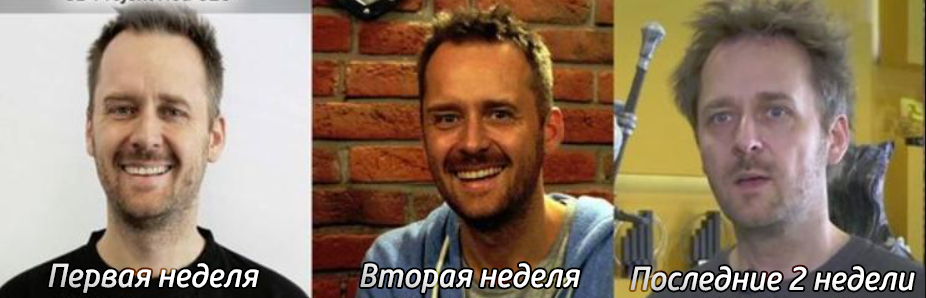 Первая неделя
Вторая неделя
Последние 2 недели